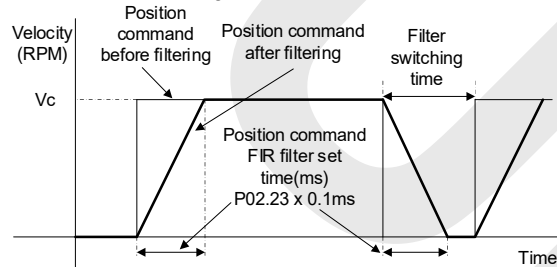 Velocity
(RPM)
Position
command
before filtering
Position command
after filtering
Filter
switching
time
Vc
Position command
FIR filter set
time(ms)
P02.23 x 0.1ms
Time